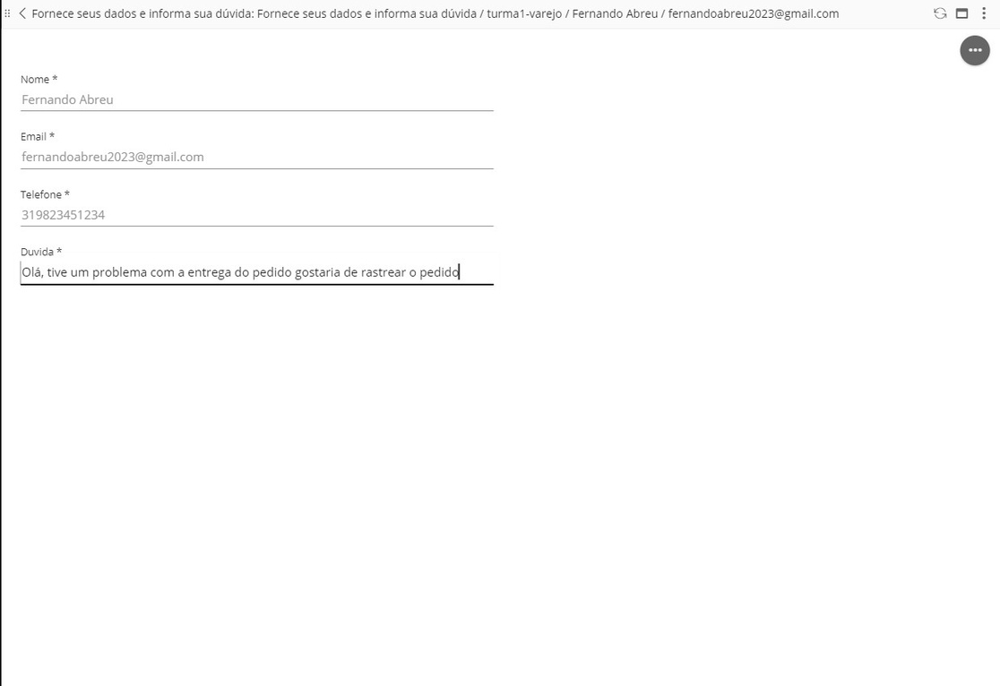 Fornece seus dados e informa sua dúvida: Fornece seus dados e informa sua dúvida / turma1-varejo / Fernando Abreu / fernandoabreu2023@gmail.com
Nome *
Fernando Abreu
Email *
fernandoabreu2023@gmail.com
Telefone *
319823451234
Duvida *
Olá, tive um problema com a entrega do pedido gostaria de rastrear o pedido